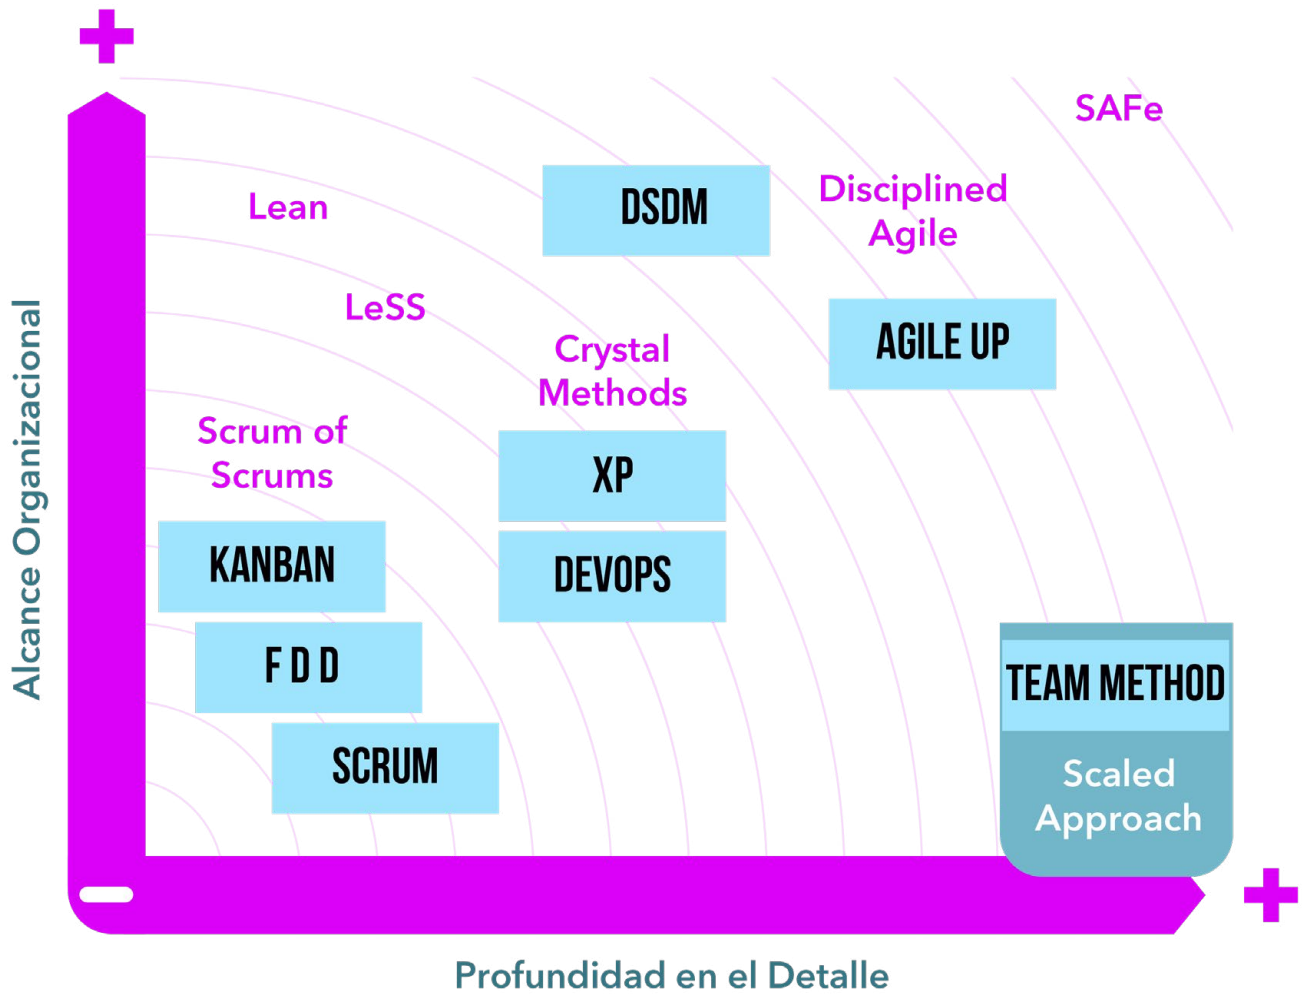 SAFe
Lean
DSDM
Disciplined
Agile
LeSS
AGILE UP
Crystal
Methods
Scrum of
Scrums
XP
KANBAN
DEVOPS
F D D
SCRUM
TEAM METHOD
Scaled
Approach
Alcance Organizacional
Profundidad en el Detalle